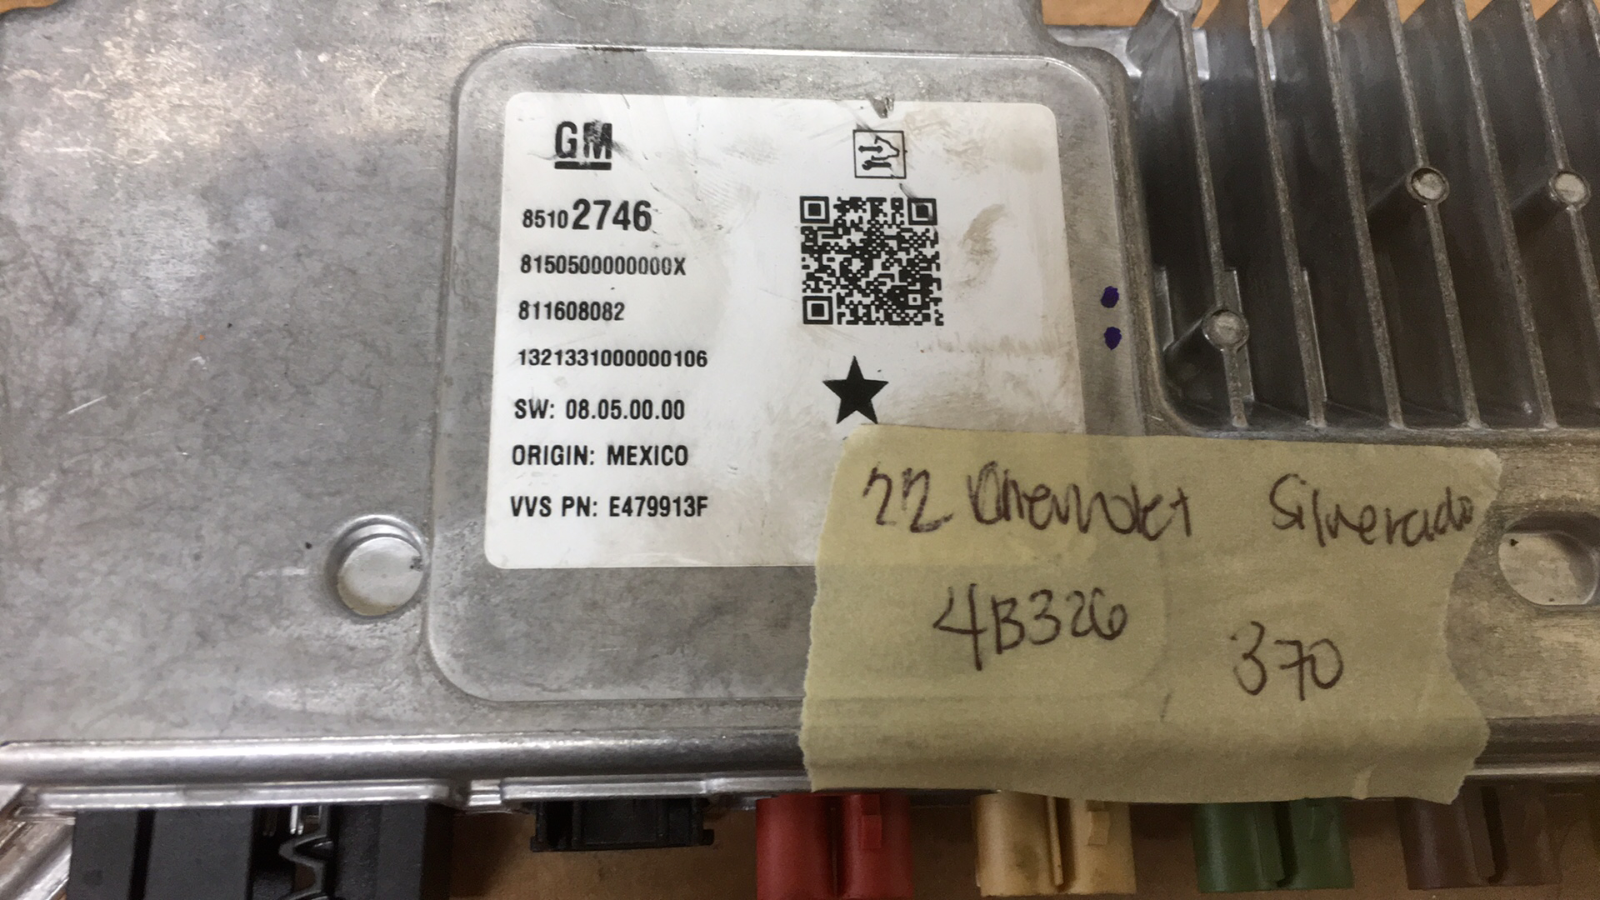 GM
85102746
8150500000000X
811608082
1321331000000106
SW: 08.05.00.00
ORIGIN: MEXICO
VVS PN: E479913F
22 Chevrolet Silverado
4B326
370